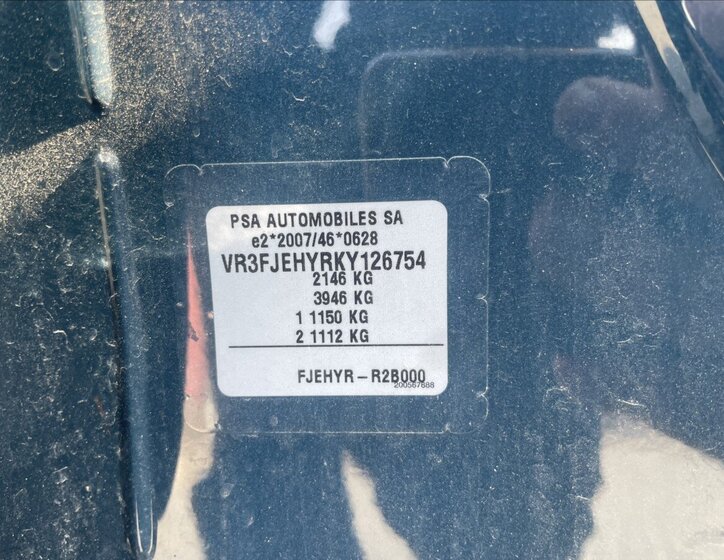 PSA AUTOMOBILES SA
e2*2007/46*0628
VR3FJEHYRKY126754
2146 KG
3946 KG
1 1150 KG
2 1112 KG
FJEHYR-R2B000
200567688